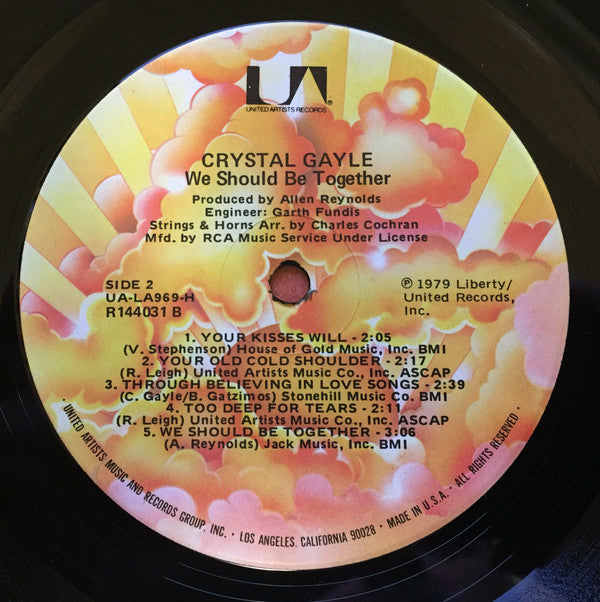 UA®
UNITED ARTISTS RECORDS
CRYSTAL GAYLE
We Should Be Together
Produced by Allen Reynolds
Engineer: Garth Fundis
Strings & Horns Arr. by Charles Cochran
Mfd. by RCA Music Service Under License
SIDE 2
UA-LA969-H
R144031 B
℗ 1979 Liberty/
United Records,
Inc.
1. YOUR KISSES WILL - 2:05
(V. Stephenson) House of Gold Music, Inc. BMI
2. YOUR OLD COLD SHOULDER - 2:17
(R. Leigh) United Artists Music Co., Inc. ASCAP
3. THROUGH BELIEVING IN LOVE SONGS - 2:39
(C. Gayle/B. Gatzimos) Stonehill Music Co. BMI
4. TOO DEEP FOR TEARS - 2:11
(R. Leigh) United Artists Music Co., Inc. ASCAP
5. WE SHOULD BE TOGETHER - 3:06
(A. Reynolds) Jack Music, Inc. BMI
· UNITED ARTISTS MUSIC AND RECORDS GROUP, INC. · LOS ANGELES, CALIFORNIA 90028 · MADE IN U.S.A. · ALL RIGHTS RESERVED ·